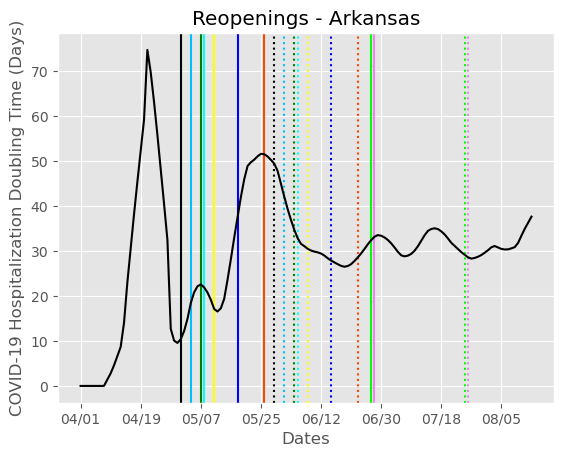 Reopenings - Arkansas
COVID-19 Hospitalization Doubling Time (Days)
70
60
50
40
30
20
10
0
04/01 04/19 05/07 05/25 06/12 06/30 07/18 08/05
Dates